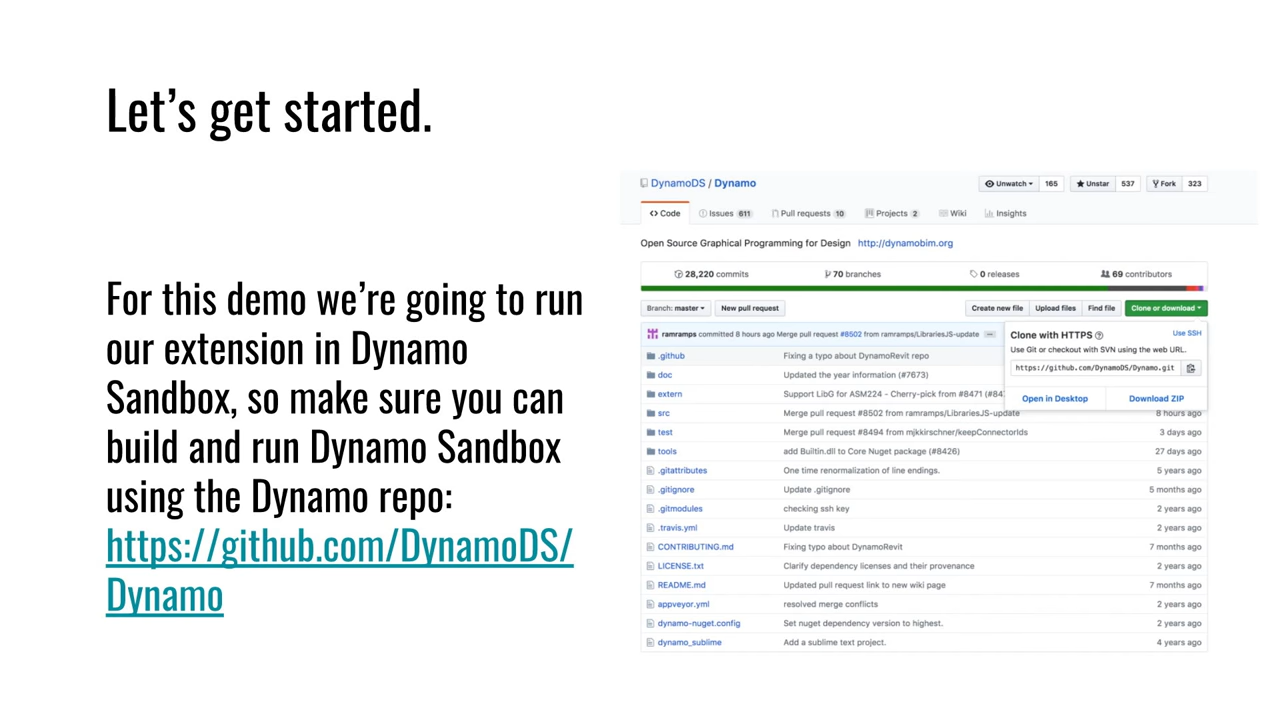 Let's get started.
For this demo we're going to run
our extension in Dynamo
Sandbox, so make sure you can
build and run Dynamo Sandbox
using the Dynamo repo:
https://github.com/DynamoDS/
Dynamo
DynamoDS / Dynamo
Unwatch 165 Unstar 537 Fork 323
Code Issues 611 Pull requests 10 Projects 2 Wiki Insights
Open Source Graphical Programming for Design http://dynamobim.org
28,220 commits 70 branches 0 releases 69 contributors
Branch: master New pull request Create new file Upload files Find file Clone or download
ramramps committed 8 hours ago Merge pull request #8502 from ramramps/LibrariesJS-update
Clone with HTTPS Use SSH
Use Git or checkout with SVN using the web URL.
https://github.com/DynamoDS/Dynamo.git
Open in Desktop Download ZIP
.github Fixing a typo about DynamoRevit repo
doc Updated the year information (#7673)
extern Support LibG for ASM224 - Cherry-pick from #8471 (#84
src Merge pull request #8502 from ramramps/LibrariesJS-update 8 hours ago
test Merge pull request #8494 from mjkkirschner/keepConnectorIds 3 days ago
tools add Builtin.dll to Core Nuget package (#8426) 27 days ago
.gitattributes One time renormalization of line endings. 5 years ago
.gitignore Update .gitignore 5 months ago
.gitmodules checking ssh key 2 years ago
.travis.yml Update travis 2 years ago
CONTRIBUTING.md Fixing typo about DynamoRevit 7 months ago
LICENSE.txt Clarify dependency licenses and their provenance 2 years ago
README.md Updated pull request link to new wiki page 7 months ago
appveyor.yml resolved merge conflicts 2 years ago
dynamo-nuget.config Set nuget dependency version to highest. 2 years ago
dynamo_sublime Add a sublime text project. 4 years ago